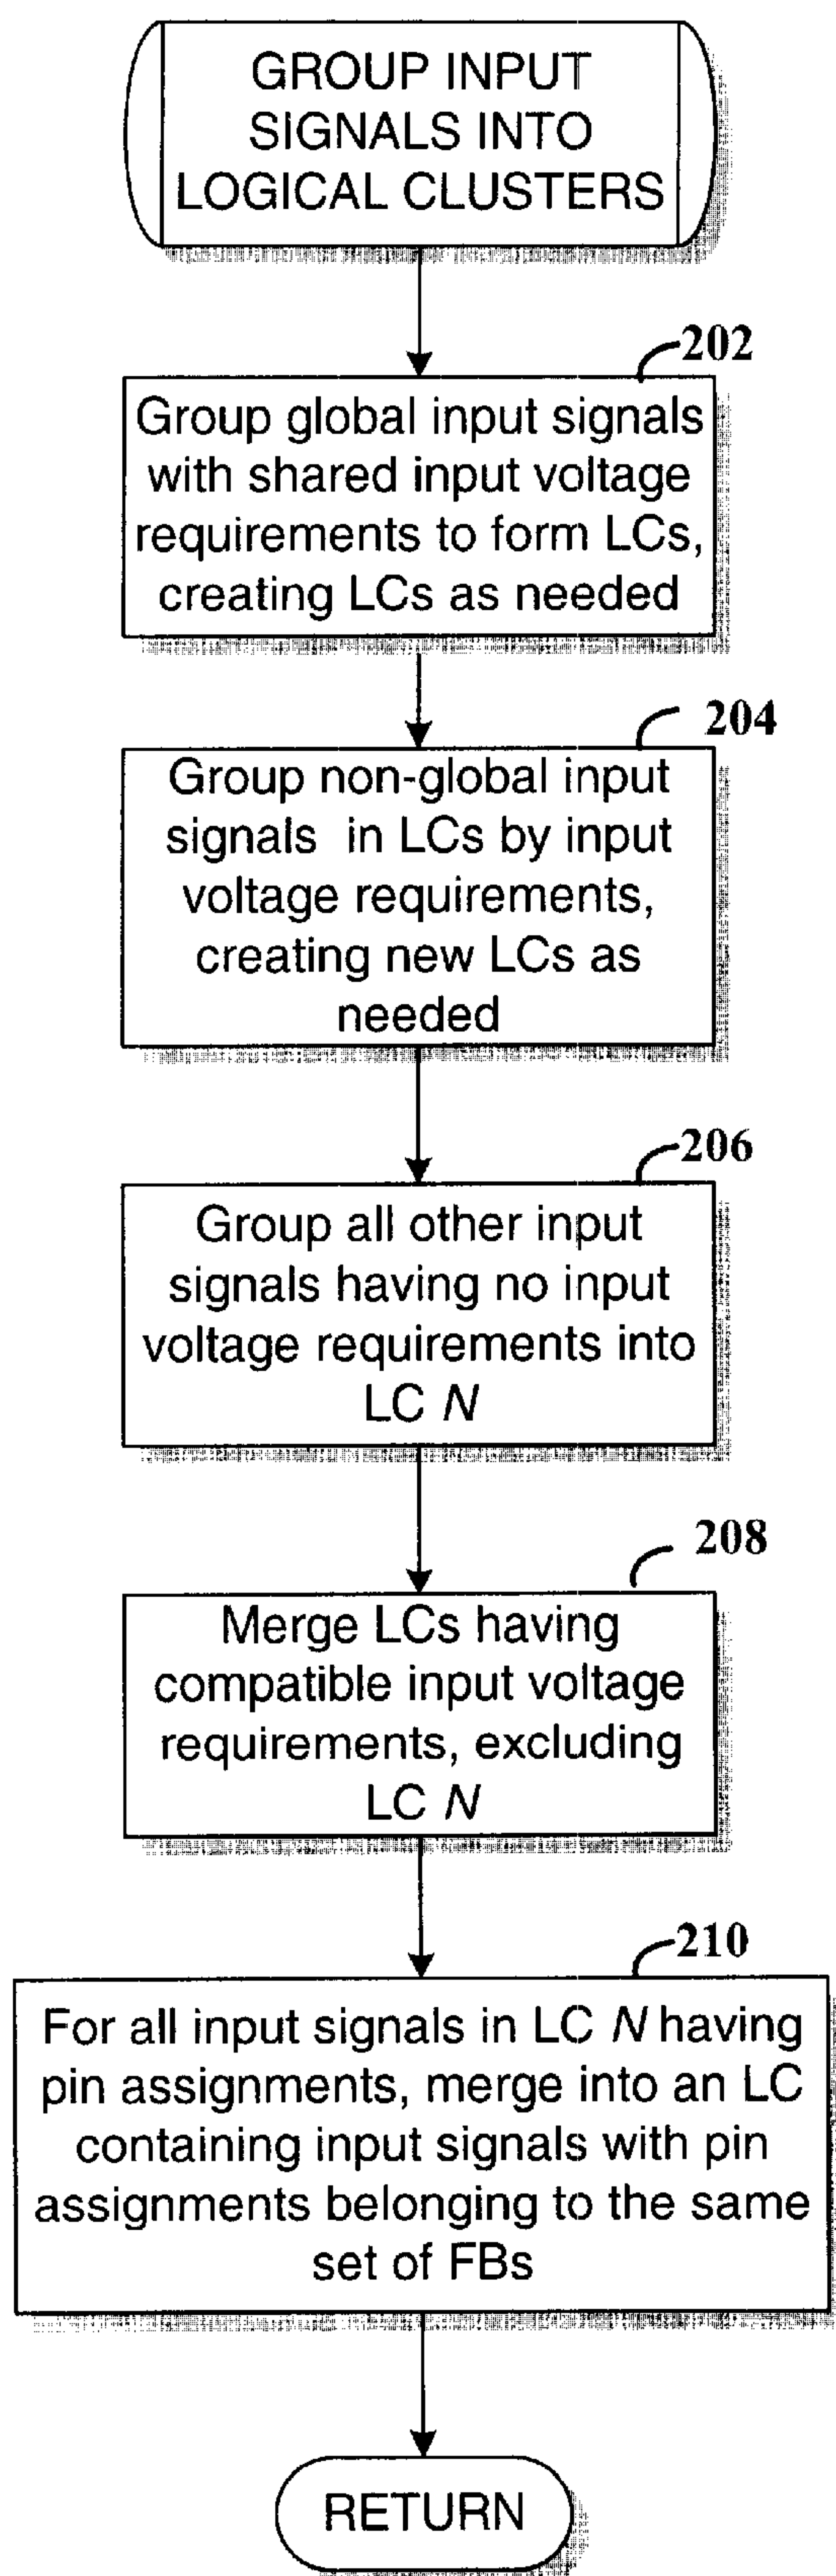 GROUP INPUT
SIGNALS INTO
LOGICAL CLUSTERS
202
Group global input signals
with shared input voltage
requirements to form LCs,
creating LCs as needed
204
Group non-global input
signals in LCs by input
voltage requirements,
creating new LCs as
needed
206
Group all other input
signals having no input
voltage requirements into
LC N
208
Merge LCs having
compatible input voltage
requirements, excluding
LC N
210
For all input signals in LC N having
pin assignments, merge into an LC
containing input signals with pin
assignments belonging to the same
set of FBs
RETURN